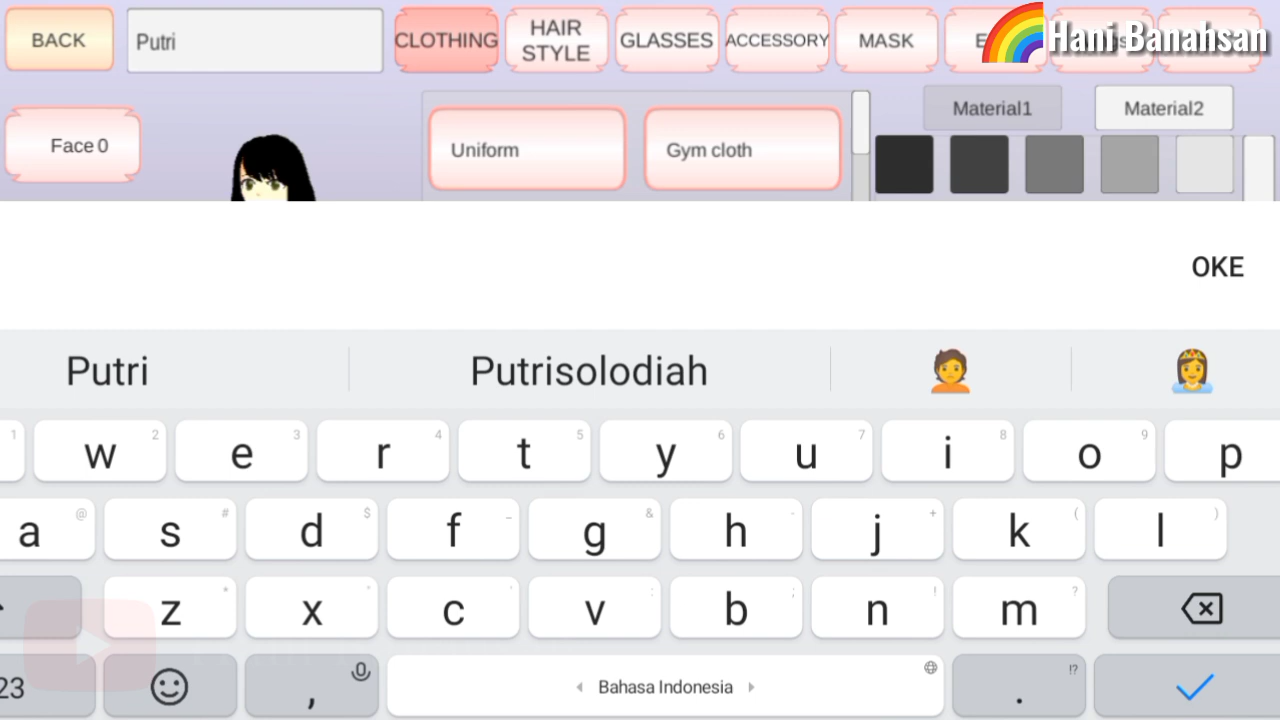 BACK
Putri
CLOTHING
HAIR
STYLE
GLASSES
ACCESSORY
MASK
Hani Banahsan
Face 0
Uniform
Gym cloth
Material1
Material2
OKE
Putri
Putrisolodiah
1 w 2 e 3 r 4 t 5 y 6 u 7 i 8 o 9 p
a @ s # d $ f _ g & h - j + k ( l )
z * x " c ' v : b ; n ! m ?
23 , Bahasa Indonesia . !?